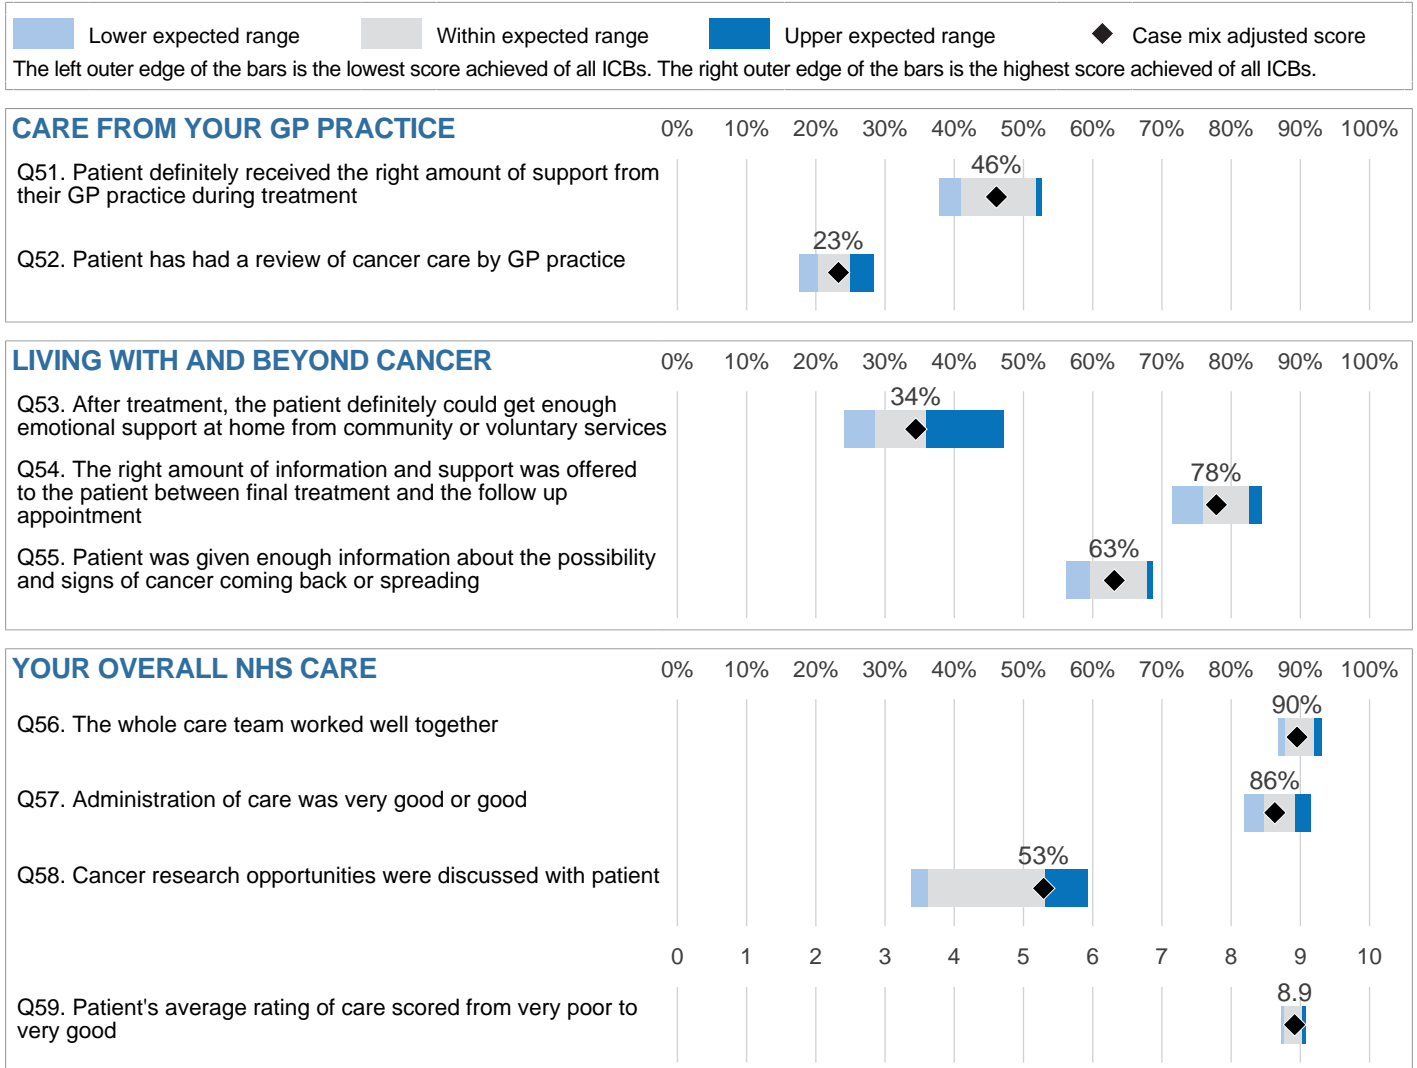 Lower expected range Within expected range Upper expected range Case mix adjusted score
The left outer edge of the bars is the lowest score achieved of all ICBs. The right outer edge of the bars is the highest score achieved of all ICBs.
CARE FROM YOUR GP PRACTICE 0% 10% 20% 30% 40% 50% 60% 70% 80% 90% 100%
46%
Q51. Patient definitely received the right amount of support from
their GP practice during treatment
23%
Q52. Patient has had a review of cancer care by GP practice
LIVING WITH AND BEYOND CANCER 0% 10% 20% 30% 40% 50% 60% 70% 80% 90% 100%
34%
Q53. After treatment, the patient definitely could get enough
emotional support at home from community or voluntary services
78%
Q54. The right amount of information and support was offered
to the patient between final treatment and the follow up
appointment
63%
Q55. Patient was given enough information about the possibility
and signs of cancer coming back or spreading
YOUR OVERALL NHS CARE 0% 10% 20% 30% 40% 50% 60% 70% 80% 90% 100%
90%
Q56. The whole care team worked well together
86%
Q57. Administration of care was very good or good
53%
Q58. Cancer research opportunities were discussed with patient
0 1 2 3 4 5 6 7 8 9 10
8.9
Q59. Patient's average rating of care scored from very poor to
very good